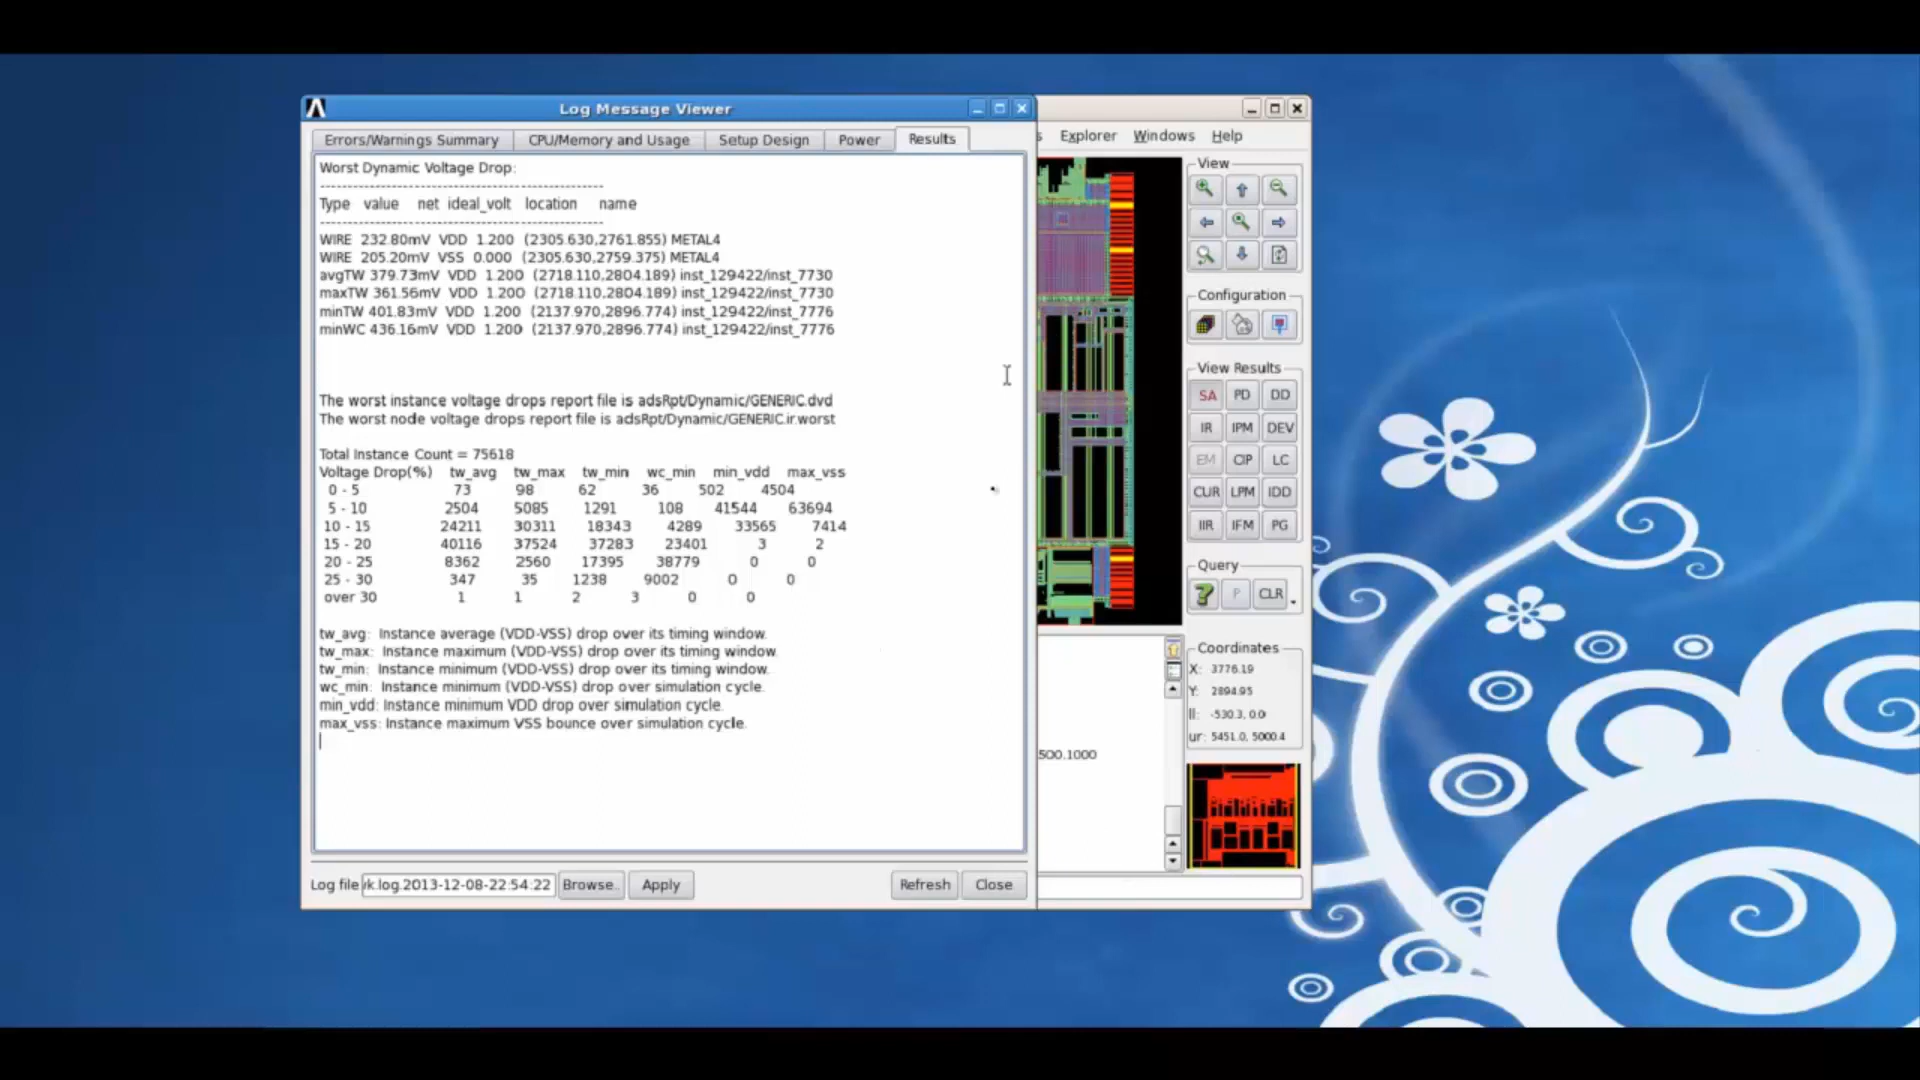 Log Message Viewer
Errors/Warnings Summary CPU/Memory and Usage Setup Design Power Results
Worst Dynamic Voltage Drop:
------------------------------------------------
Type value net ideal_volt location name
------------------------------------------------
WIRE 232.80mV VDD 1.200 (2305.630,2761.855) METAL4
WIRE 205.20mV VSS 0.000 (2305.630,2759.375) METAL4
avgTW 379.73mV VDD 1.200 (2718.110,2804.189) inst_129422/inst_7730
maxTW 361.56mV VDD 1.200 (2718.110,2804.189) inst_129422/inst_7730
minTW 401.83mV VDD 1.200 (2137.970,2896.774) inst_129422/inst_7776
minWC 436.16mV VDD 1.200 (2137.970,2896.774) inst_129422/inst_7776
The worst instance voltage drops report file is adsRpt/Dynamic/GENERIC.dvd
The worst node voltage drops report file is adsRpt/Dynamic/GENERIC.ir.worst
Total Instance Count = 75618
Voltage Drop(%) tw_avg tw_max tw_min wc_min min_vdd max_vss
0 - 5 73 98 62 36 502 4504
5 - 10 2504 5085 1291 108 41544 63694
10 - 15 24211 30311 18343 4289 33565 7414
15 - 20 40116 37524 37283 23401 3 2
20 - 25 8362 2560 17395 38779 0 0
25 - 30 347 35 1238 9002 0 0
over 30 1 1 2 3 0 0
tw_avg: Instance average (VDD-VSS) drop over its timing window.
tw_max: Instance maximum (VDD-VSS) drop over its timing window.
tw_min: Instance minimum (VDD-VSS) drop over its timing window.
wc_min: Instance minimum (VDD-VSS) drop over simulation cycle.
min_vdd: Instance minimum VDD drop over simulation cycle.
max_vss: Instance maximum VSS bounce over simulation cycle.
Log file .log.2013-12-08-22:54:22 Browse.. Apply Refresh Close
s Explorer Windows Help
View
Configuration
View Results
SA PD DD
IR IPM DEV
EM CIP LC
CUR LPM IDD
IIR IFM PG
Query
? P CLR
Coordinates
X: 3776.19
Y: 2894.95
ll: -530.3, 0.0
ur: 5451.0, 5000.4
500.1000